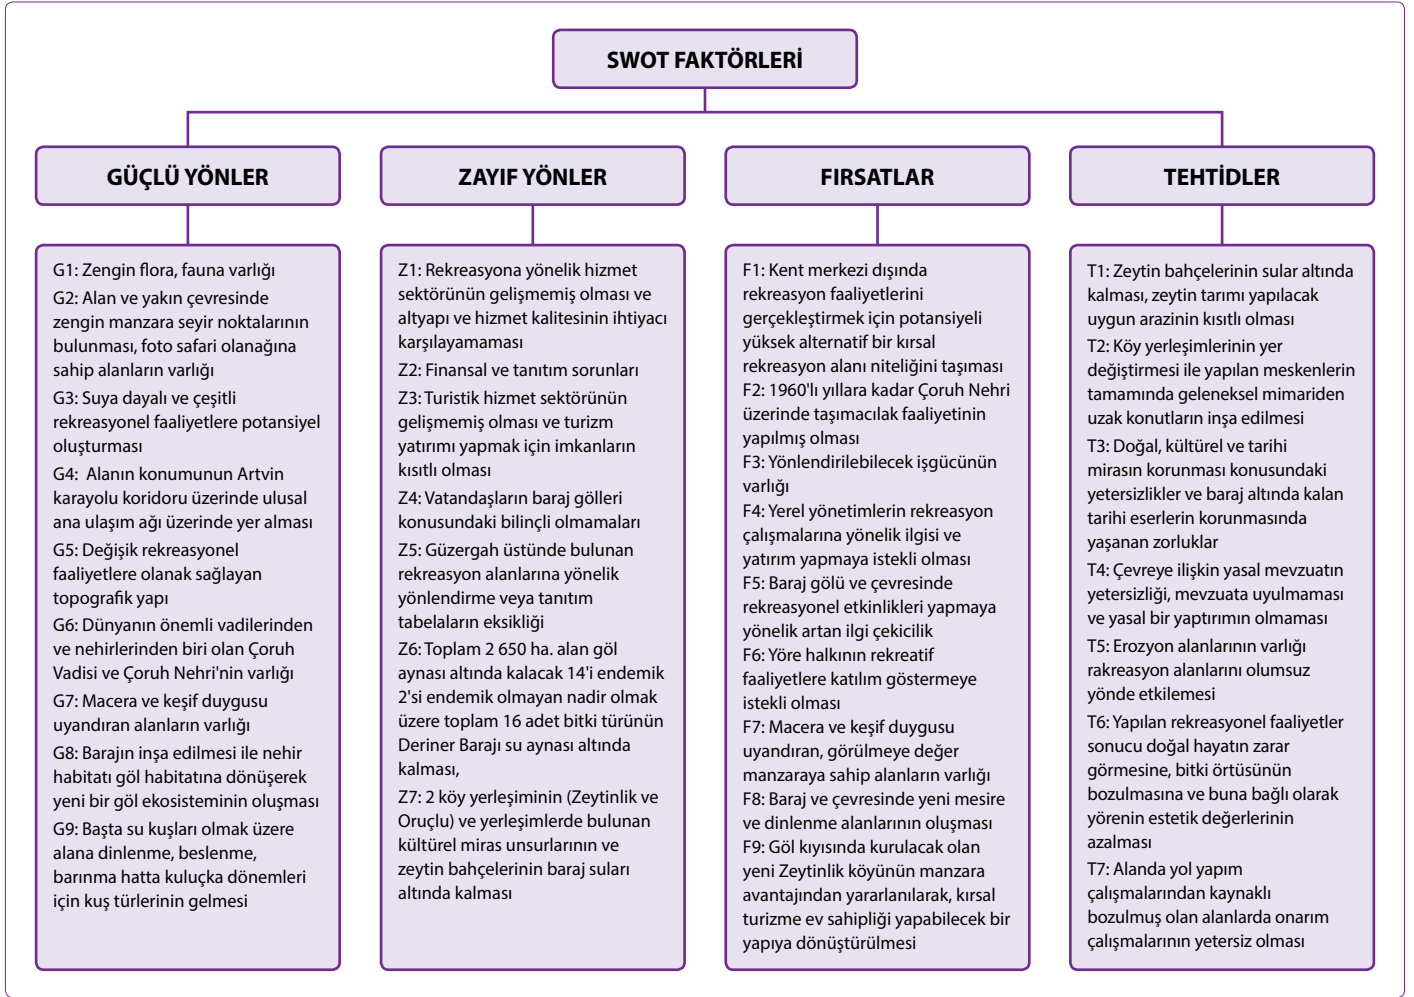 SWOT FAKTÖRLERİ
GÜÇLÜ YÖNLER
G1: Zengin flora, fauna varlığı
G2: Alan ve yakın çevresinde
zengin manzara seyir noktalarının
bulunması, foto safari olanağına
sahip alanların varlığı
G3: Suya dayalı ve çeşitli
rekreasyonel faaliyetlere potansiyel
oluşturması
G4: Alanın konumunun Artvin
karayolu koridoru üzerinde ulusal
ana ulaşım ağı üzerinde yer alması
G5: Değişik rekreasyonel
faaliyetlere olanak sağlayan
topografik yapı
G6: Dünyanın önemli vadilerinden
ve nehirlerinden biri olan Çoruh
Vadisi ve Çoruh Nehri'nin varlığı
G7: Macera ve keşif duygusu
uyandıran alanların varlığı
G8: Barajın inşa edilmesi ile nehir
habitatı göl habitatına dönüşerek
yeni bir göl ekosisteminin oluşması
G9: Başta su kuşları olmak üzere
alana dinlenme, beslenme,
barınma hatta kuluçka dönemleri
için kuş türlerinin gelmesi
ZAYIF YÖNLER
Z1: Rekreasyona yönelik hizmet
sektörünün gelişmemiş olması ve
altyapı ve hizmet kalitesinin ihtiyacı
karşılayamaması
Z2: Finansal ve tanıtım sorunları
Z3: Turistik hizmet sektörünün
gelişmemiş olması ve turizm
yatırımı yapmak için imkanların
kısıtlı olması
Z4: Vatandaşların baraj gölleri
konusundaki bilinçli olmamaları
Z5: Güzergah üstünde bulunan
rekreasyon alanlarına yönelik
yönlendirme veya tanıtım
tabelaların eksikliği
Z6: Toplam 2 650 ha. alan göl
aynası altında kalacak 14'i endemik
2'si endemik olmayan nadir olmak
üzere toplam 16 adet bitki türünün
Deriner Barajı su aynası altında
kalması,
Z7: 2 köy yerleşiminin (Zeytinlik ve
Oruçlu) ve yerleşimlerde bulunan
kültürel miras unsurlarının ve
zeytin bahçelerinin baraj suları
altında kalması
FIRSATLAR
F1: Kent merkezi dışında
rekreasyon faaliyetlerini
gerçekleştirmek için potansiyeli
yüksek alternatif bir kırsal
rekreasyon alanı niteliğini taşıması
F2: 1960'lı yıllara kadar Çoruh Nehri
üzerinde taşımacılak faaliyetinin
yapılmış olması
F3: Yönlendirilebilecek işgücünün
varlığı
F4: Yerel yönetimlerin rekreasyon
çalışmalarına yönelik ilgisi ve
yatırım yapmaya istekli olması
F5: Baraj gölü ve çevresinde
rekreasyonel etkinlikleri yapmaya
yönelik artan ilgi çekicilik
F6: Yöre halkının rekreatif
faaliyetlere katılım göstermeye
istekli olması
F7: Macera ve keşif duygusu
uyandıran, görülmeye değer
manzaraya sahip alanların varlığı
F8: Baraj ve çevresinde yeni mesire
ve dinlenme alanlarının oluşması
F9: Göl kıyısında kurulacak olan
yeni Zeytinlik köyünün manzara
avantajından yararlanılarak, kırsal
turizme ev sahipliği yapabilecek bir
yapıya dönüştürülmesi
TEHTİDLER
T1: Zeytin bahçelerinin sular altında
kalması, zeytin tarımı yapılacak
uygun arazinin kısıtlı olması
T2: Köy yerleşimlerinin yer
değiştirmesi ile yapılan meskenlerin
tamamında geleneksel mimariden
uzak konutların inşa edilmesi
T3: Doğal, kültürel ve tarihi
mirasın korunması konusundaki
yetersizlikler ve baraj altında kalan
tarihi eserlerin korunmasında
yaşanan zorluklar
T4: Çevreye ilişkin yasal mevzuatın
yetersizliği, mevzuata uyulmaması
ve yasal bir yaptırımın olmaması
T5: Erozyon alanlarının varlığı
rakreasyon alanlarını olumsuz
yönde etkilemesi
T6: Yapılan rekreasyonel faaliyetler
sonucu doğal hayatın zarar
görmesine, bitki örtüsünün
bozulmasına ve buna bağlı olarak
yörenin estetik değerlerinin
azalması
T7: Alanda yol yapım
çalışmalarından kaynaklı
bozulmuş olan alanlarda onarım
çalışmalarının yetersiz olması